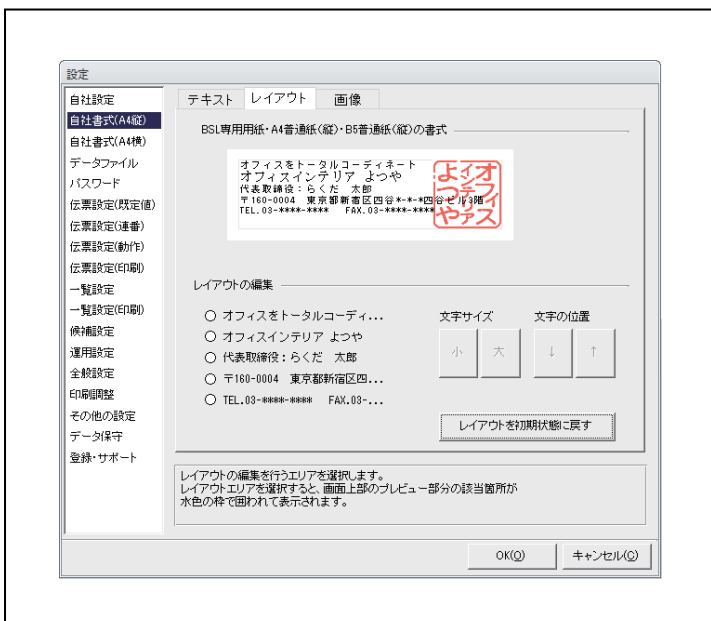 設定
自社設定
自社書式(A4縦)
自社書式(A4横)
データファイル
パスワード
伝票設定(既定値)
伝票設定(連番)
伝票設定(動作)
伝票設定(印刷)
一覧設定
一覧設定(印刷)
候補設定
運用設定
全般設定
印刷調整
その他の設定
データ保守
登録・サポート
テキスト レイアウト 画像
BSL専用用紙・A4普通紙(縦)・B5普通紙(縦)の書式
オフィスをトータルコーディネート
オフィスインテリア よつや
代表取締役：らくだ 太郎
〒160-0004 東京都新宿区四谷*-*-*四谷ビル3階
TEL.03-****-**** FAX.03-****-****
オフィス
インテリア
よつや
レイアウトの編集
オフィスをトータルコーディ...
オフィスインテリア よつや
代表取締役：らくだ 太郎
〒160-0004 東京都新宿区四...
TEL.03-****-**** FAX.03-...
文字サイズ 文字の位置
小 大 ↓ ↑
レイアウトを初期状態に戻す
レイアウトの編集を行うエリアを選択します。
レイアウトエリアを選択すると、画面上部のプレビュー部分の該当箇所が
水色の枠で囲われて表示されます。
OK(O) キャンセル(C)